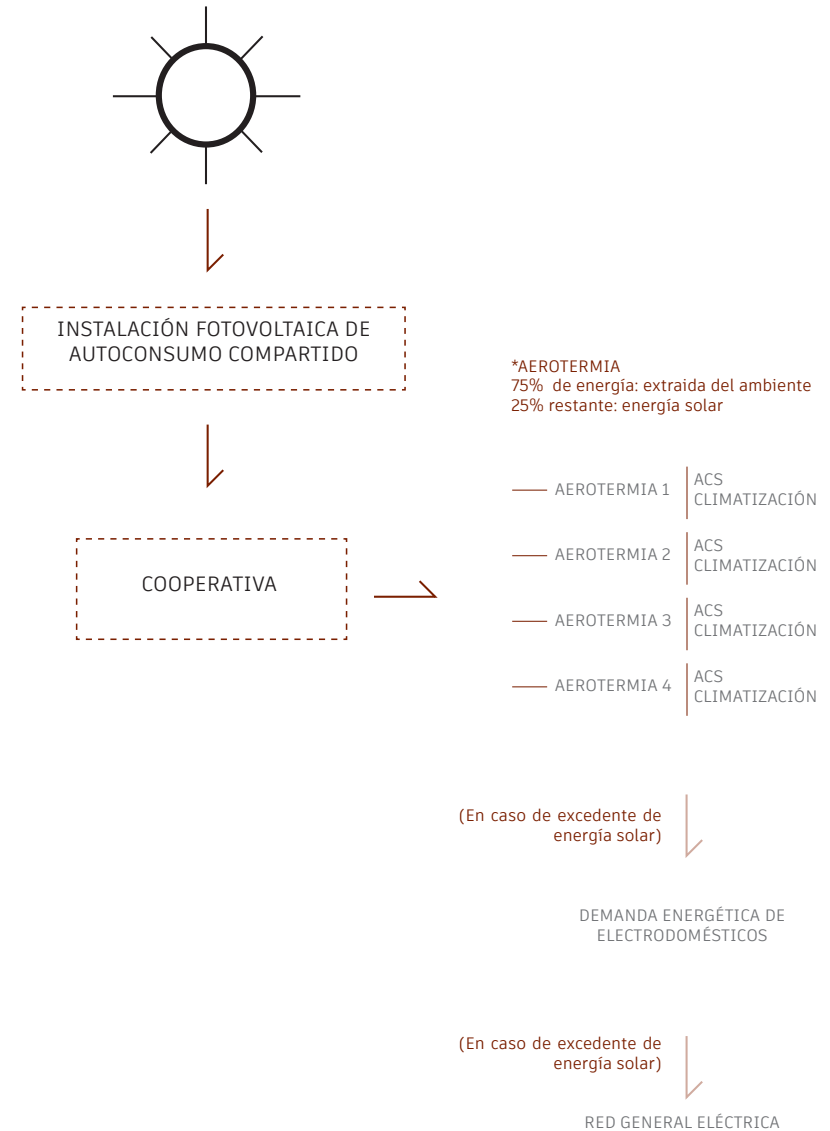 INSTALACIÓN FOTOVOLTAICA DE
AUTOCONSUMO COMPARTIDO
*AEROTERMIA
75% de energía: extraida del ambiente
25% restante: energía solar
COOPERATIVA
AEROTERMIA 1
ACS
CLIMATIZACIÓN
AEROTERMIA 2
ACS
CLIMATIZACIÓN
AEROTERMIA 3
ACS
CLIMATIZACIÓN
AEROTERMIA 4
ACS
CLIMATIZACIÓN
(En caso de excedente de
energía solar)
DEMANDA ENERGÉTICA DE
ELECTRODOMÉSTICOS
(En caso de excedente de
energía solar)
RED GENERAL ELÉCTRICA